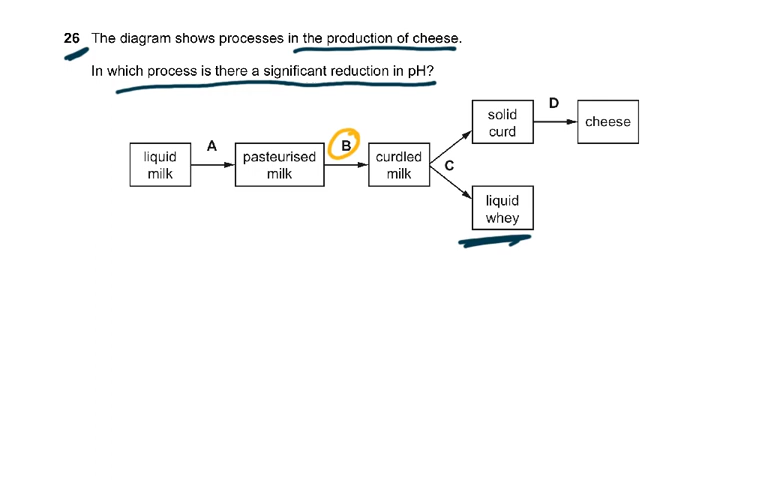 26 The diagram shows processes in the production of cheese.
In which process is there a significant reduction in pH?
liquid
milk
A
pasteurised
milk
B
curdled
milk
C
solid
curd
D
cheese
liquid
whey